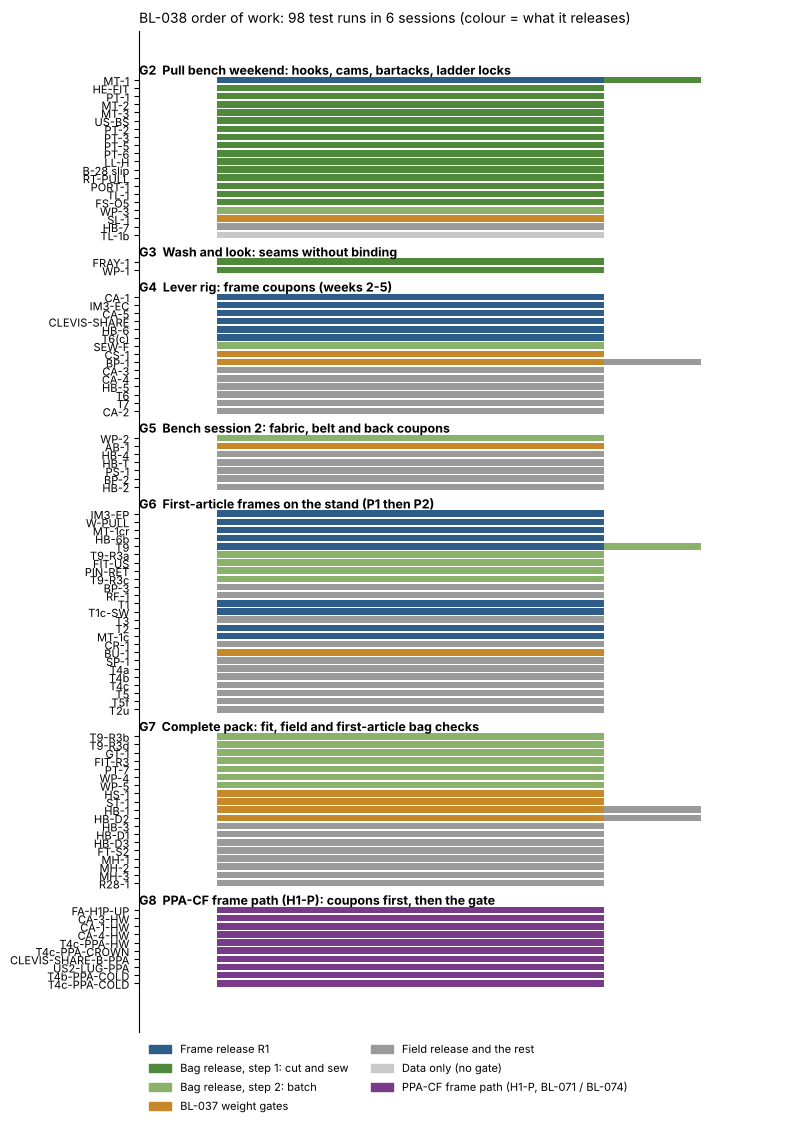 BL-038 order of work: 98 test runs in 6 sessions (colour = what it releases)
G2 Pull bench weekend: hooks, cams, bartacks, ladder locks
MT-1
HE-FIT
PT-1
MT-2
MT-3
US-BS
PT-2
PT-3
PT-5
PT-6
LL-H
B-28 slip
RT-PULL
PORT-1
TL-1
FS-O5
WP-3
SL-1
HB-7
TL-1b
G3 Wash and look: seams without binding
FRAY-1
WP-1
G4 Lever rig: frame coupons (weeks 2-5)
CA-1
IM3-EC
CA-5
CLEVIS-SHARE
HB-6
T6(c)
SEW-F
CS-1
BP-1
CA-3
CA-4
HB-5
T6
T7
CA-2
G5 Bench session 2: fabric, belt and back coupons
WP-2
AB-1
HB-4
HB-T
PS-1
BP-2
HB-2
G6 First-article frames on the stand (P1 then P2)
IM3-EP
W-PULL
MT-1cr
HB-6b
T9
T9-R3a
FIT-US
PIN-RET
T9-R3c
BP-3
RF-1
T1
T1c-SW
T3
T2
MT-1c
CR-1
BU-1
SP-1
T4a
T4b
T4c
T5
T5f
T2u
G7 Complete pack: fit, field and first-article bag checks
T9-R3b
T9-R3d
GT-1
FIT-R3
PT-7
WP-4
WP-5
HS-1
ST-1
HB-1
HB-D2
HB-3
HB-D1
HB-D3
FT-S2
MH-1
MH-2
MH-3
R28-1
G8 PPA-CF frame path (H1-P): coupons first, then the gate
FA-H1P-UP
CA-3-HW
CA-1-HW
CA-4-HW
T4c-PPA-HW
T4c-PPA-CROWN
CLEVIS-SHARE-B-PPA
US2-LUG-PPA
T4b-PPA-COLD
T4c-PPA-COLD
Frame release R1
Bag release, step 1: cut and sew
Bag release, step 2: batch
BL-037 weight gates
Field release and the rest
Data only (no gate)
PPA-CF frame path (H1-P, BL-071 / BL-074)